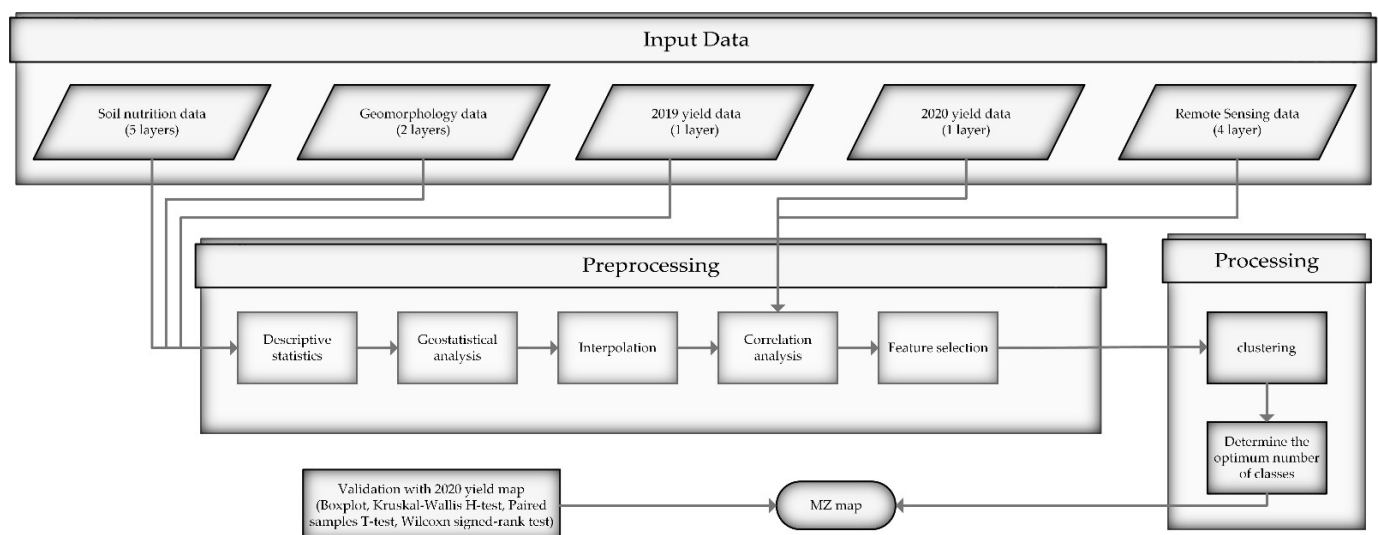 Input Data
Soil nutrition data
(5 layers)
Geomorphology data
(2 layers)
2019 yield data
(1 layer)
2020 yield data
(1 layer)
Remote Sensing data
(4 layer)
Preprocessing
Descriptive
statistics
Geostatistical
analysis
Interpolation
Correlation
analysis
Feature selection
Processing
clustering
Determine the
optimum number
of classes
Validation with 2020 yield map
(Boxplot, Kruskal-Wallis H-test, Paired
samples T-test, Wilcoxn signed-rank test)
MZ map